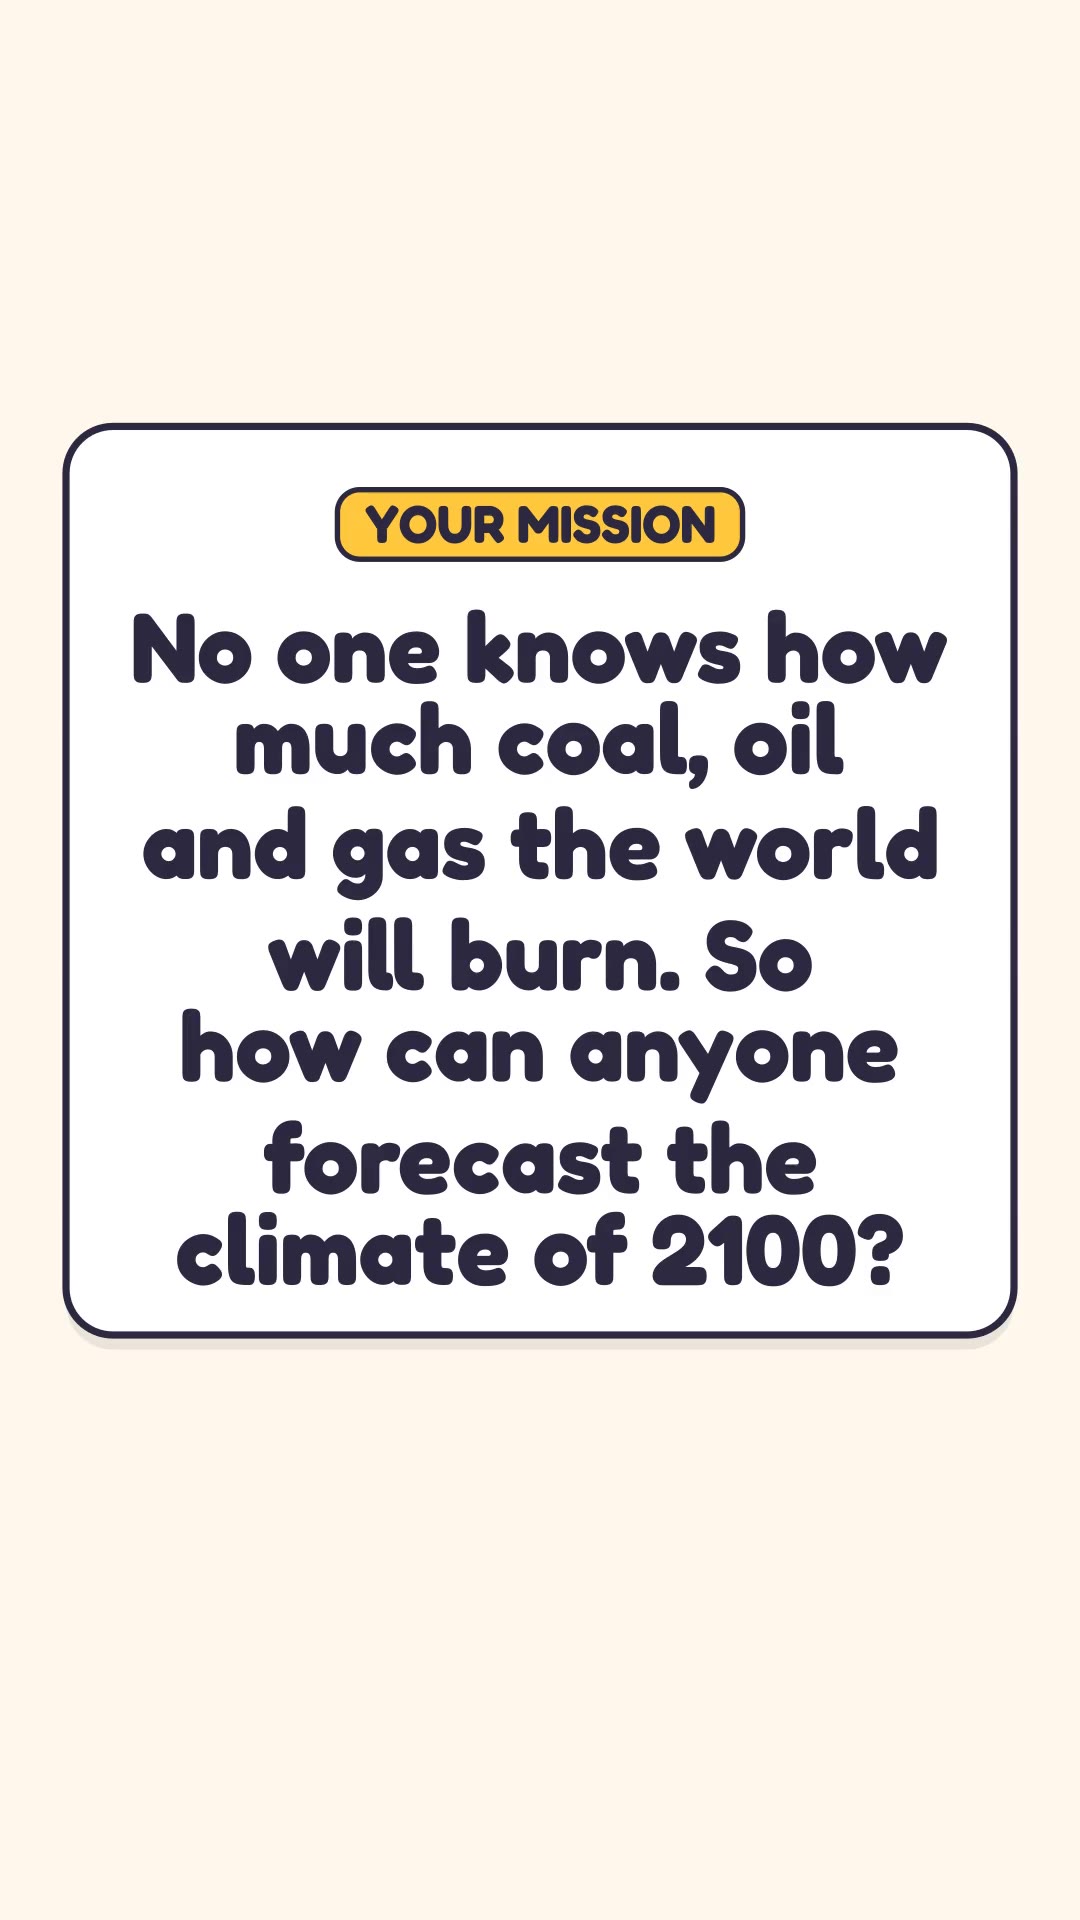 YOUR MISSION
No one knows how
much coal, oil
and gas the world
will burn. So
how can anyone
forecast the
climate of 2100?